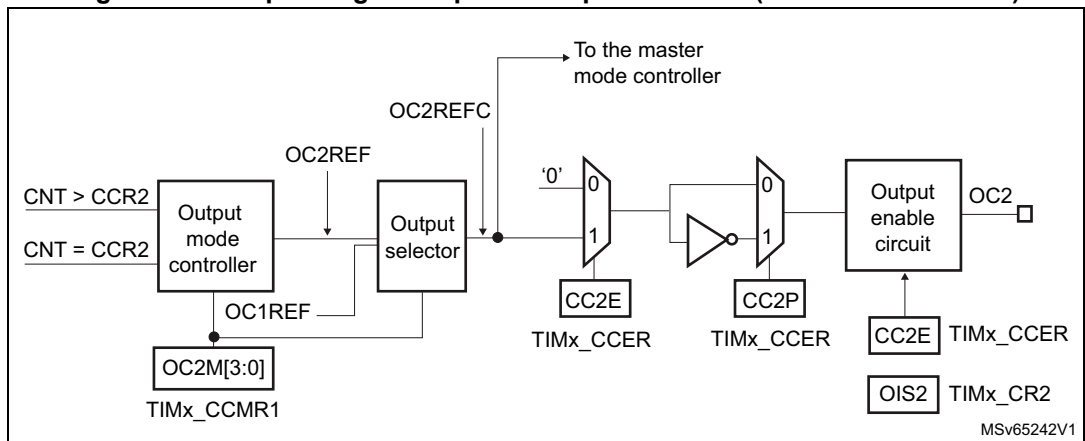 To the master
mode controller
OC2REFC
OC2REF
CNT > CCR2
CNT = CCR2
Output
mode
controller
Output
selector
OC1REF
OC2M[3:0]
TIMx_CCMR1
‘0’
0
1
CC2E
TIMx_CCER
0
1
CC2P
TIMx_CCER
Output
enable
circuit
OC2
CC2E
TIMx_CCER
OIS2
TIMx_CR2
MSv65242V1